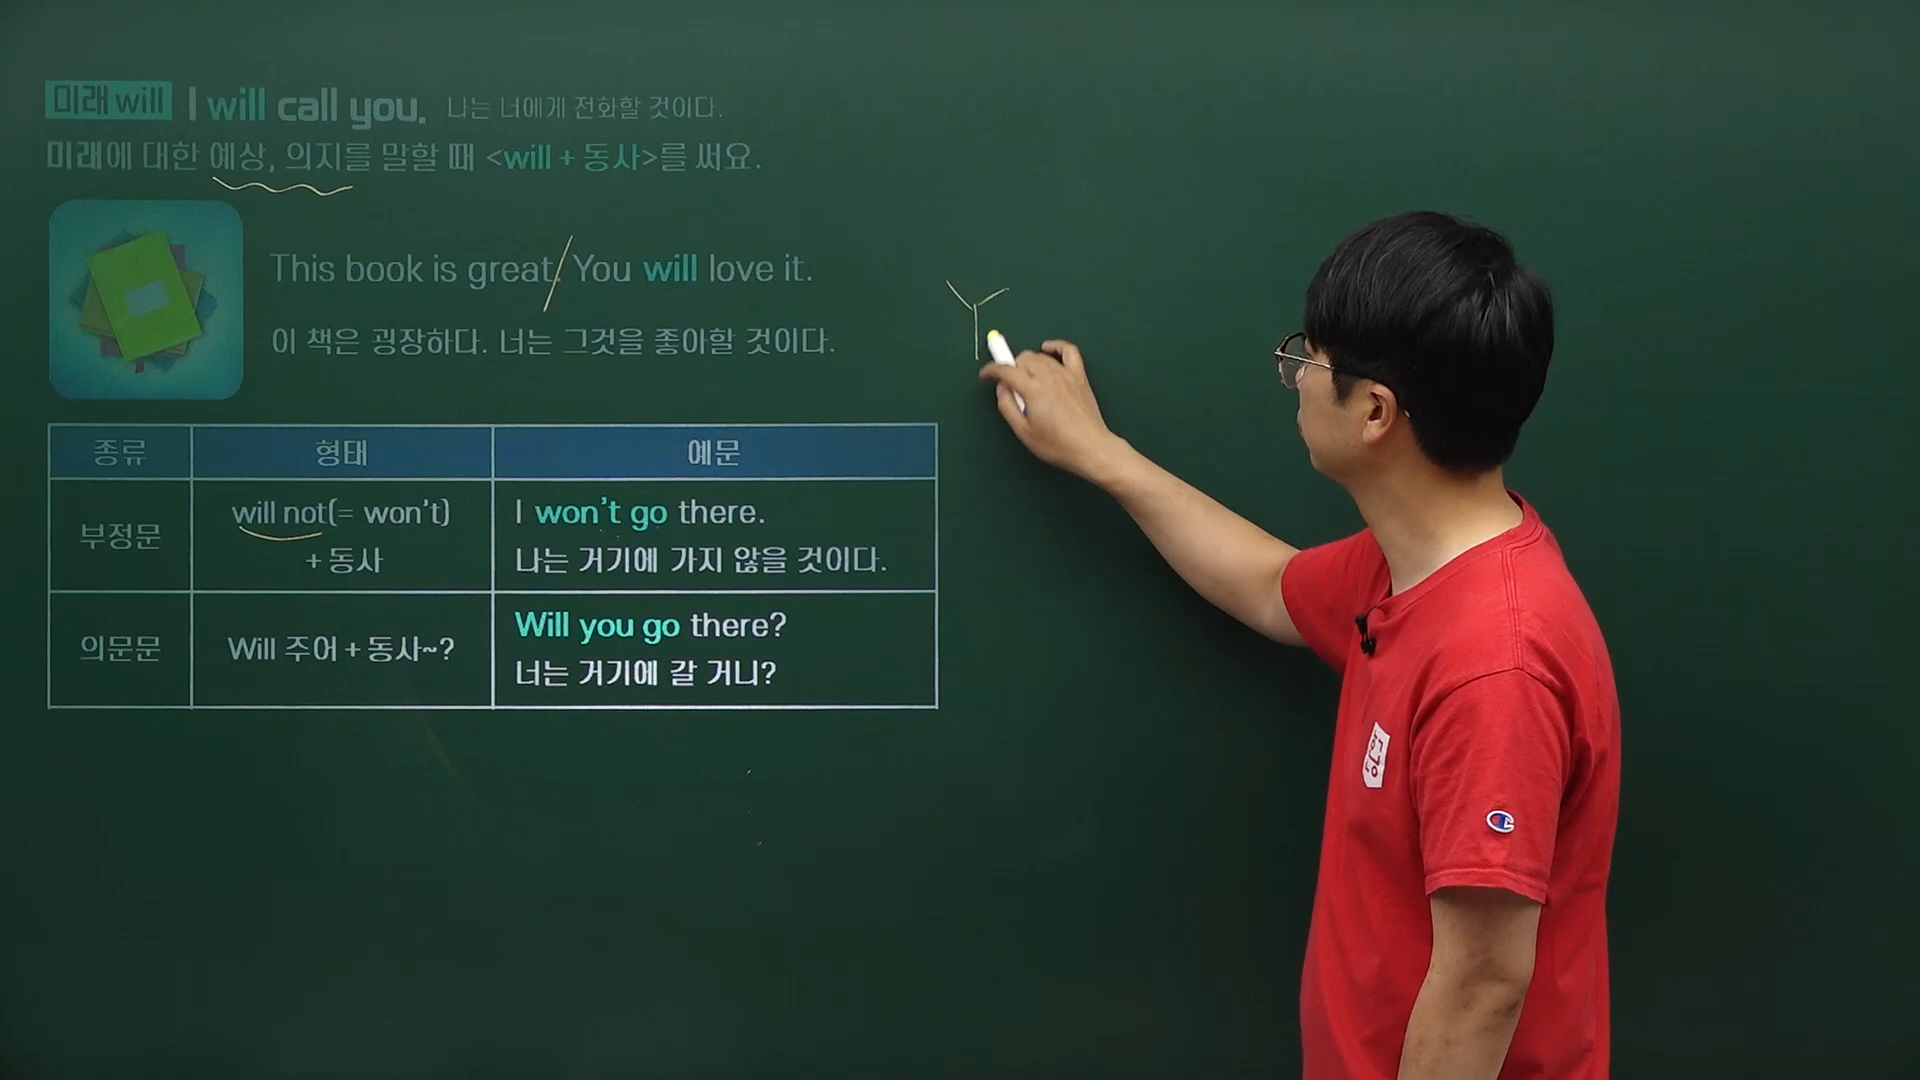 미래 will I will call you. 나는 너에게 전화할 것이다.
미래에 대한 예상, 의지를 말할 때 <will + 동사>를 써요.
This book is great. You will love it.
이 책은 굉장하다. 너는 그것을 좋아할 것이다.
Y
종류 형태 예문
부정문
will not(= won't)
+ 동사
I won't go there.
나는 거기에 가지 않을 것이다.
의문문
Will 주어 + 동사~?
Will you go there?
너는 거기에 갈 거니?